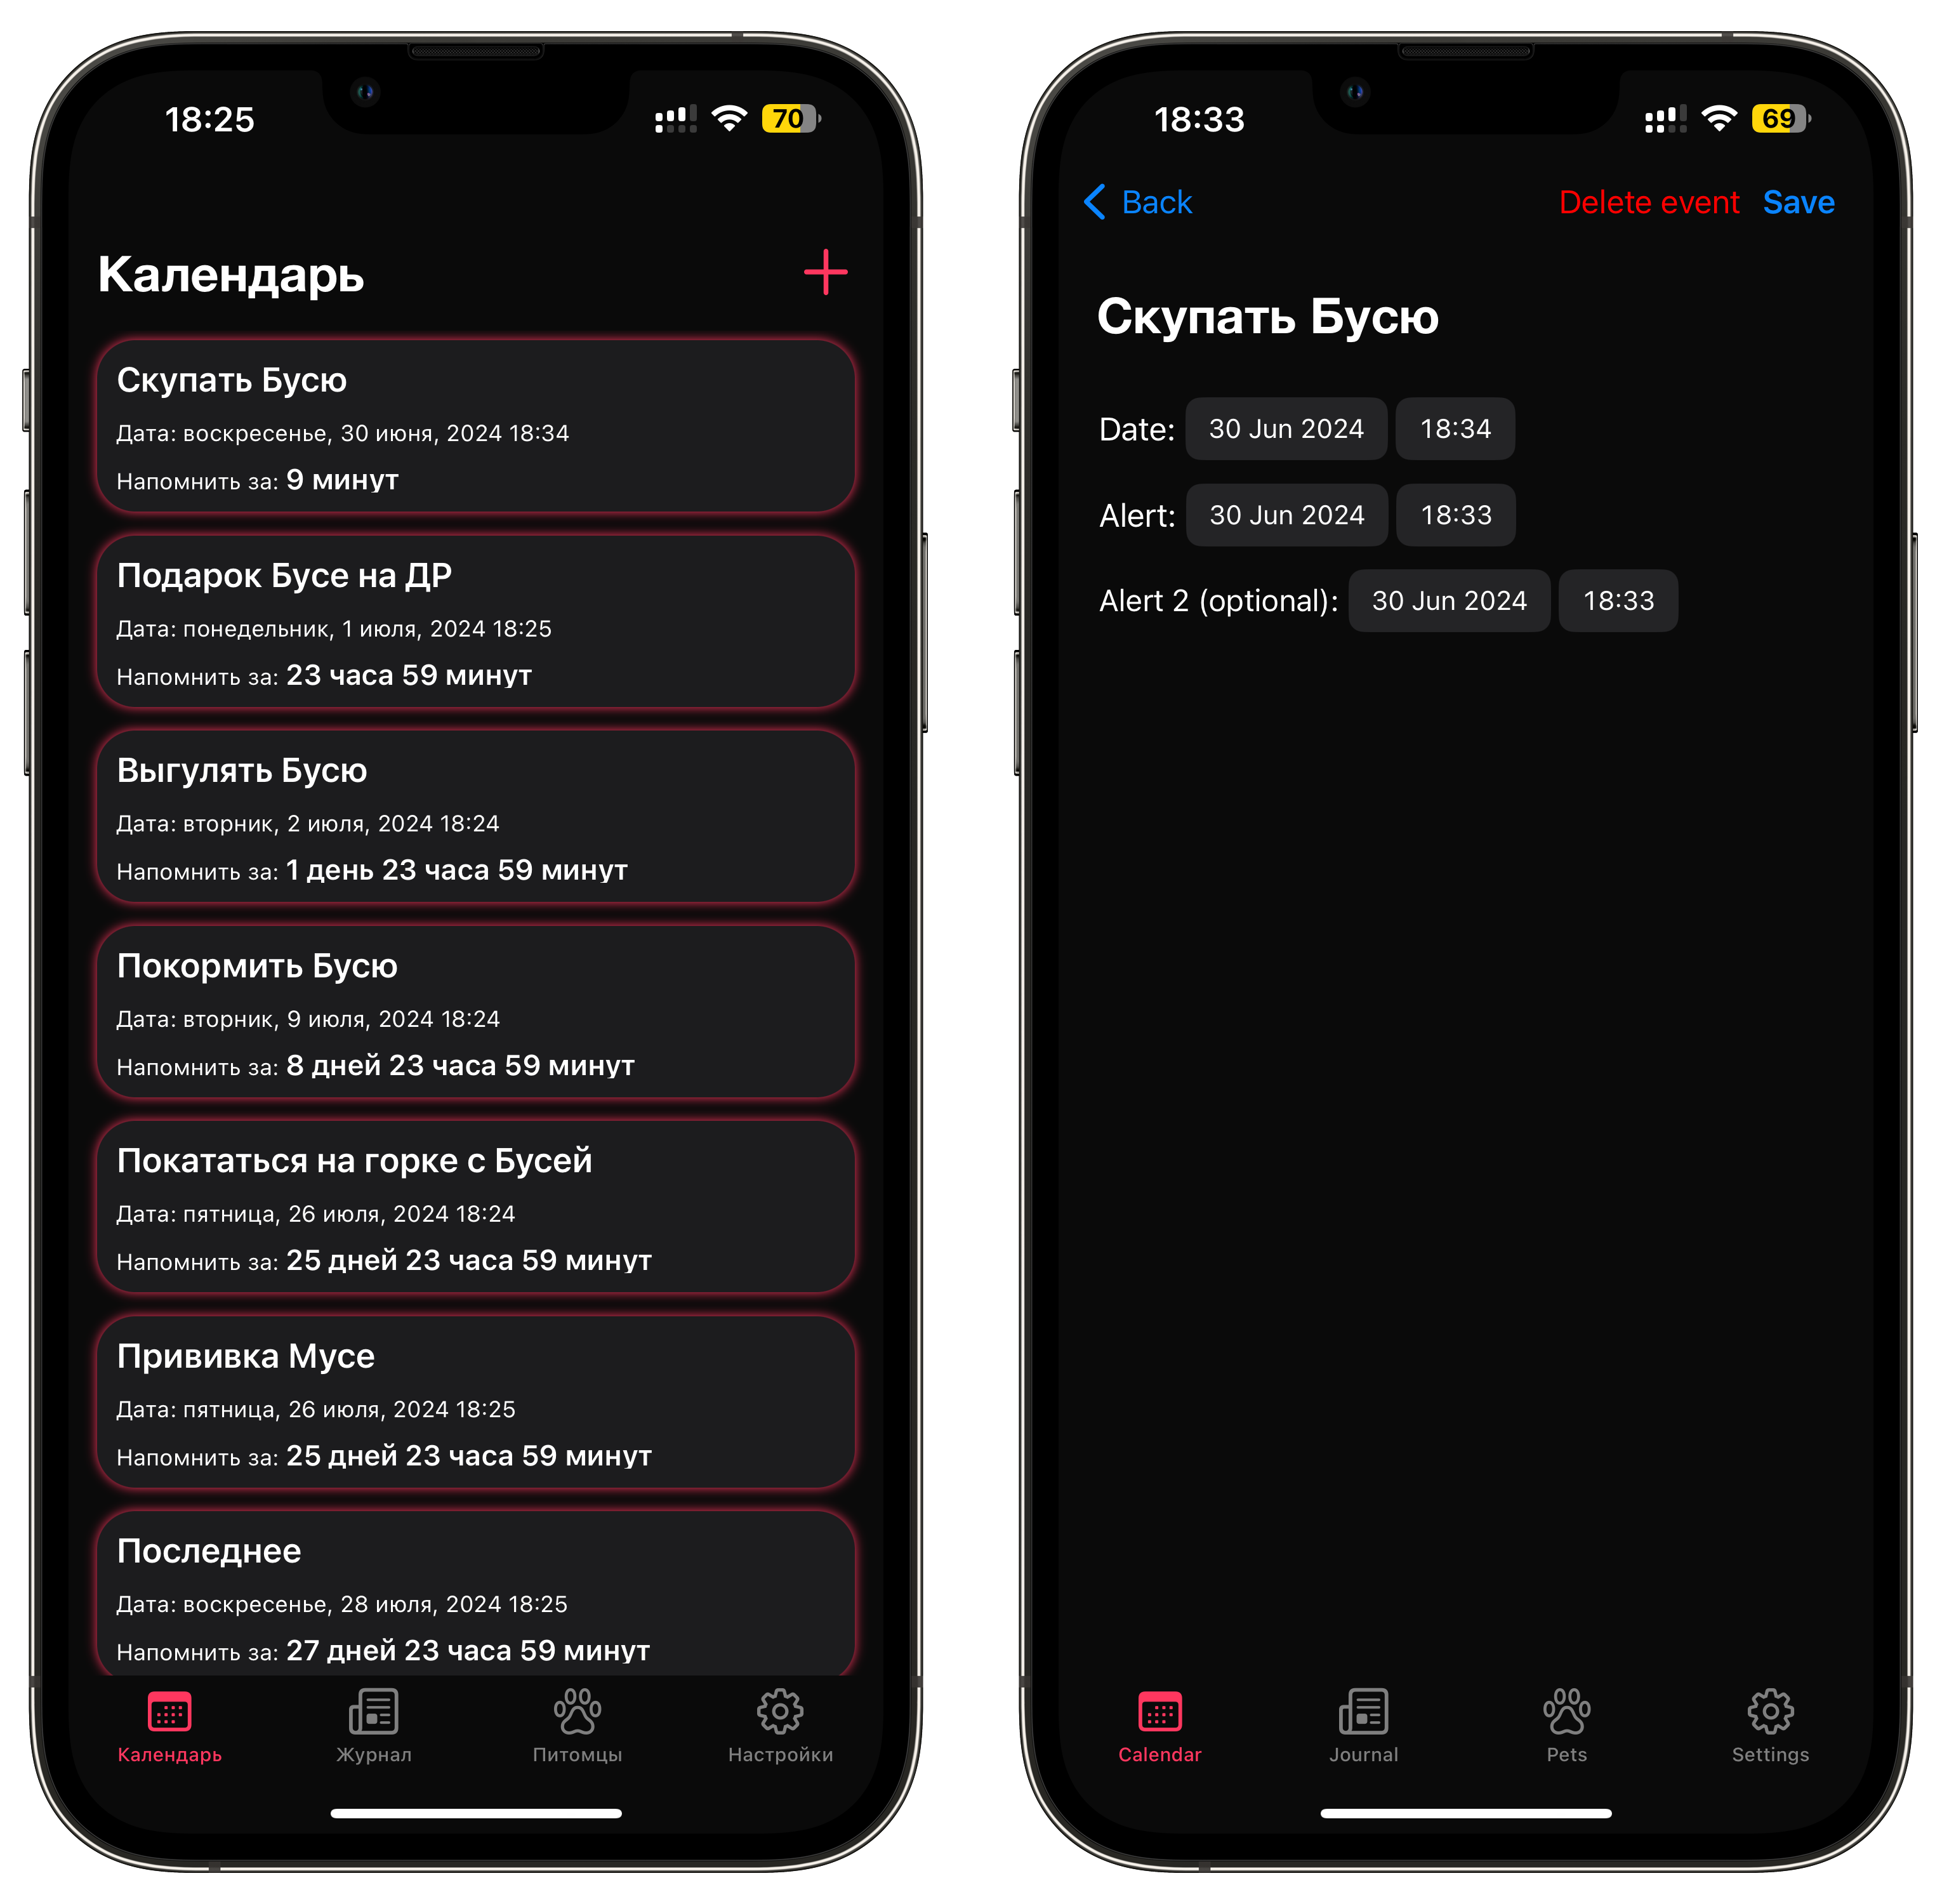 18:25
70
Календарь
Скупать Бусю
Дата: воскресенье, 30 июня, 2024 18:34
Напомнить за: 9 минут
Подарок Бусе на ДР
Дата: понедельник, 1 июля, 2024 18:25
Напомнить за: 23 часа 59 минут
Выгулять Бусю
Дата: вторник, 2 июля, 2024 18:24
Напомнить за: 1 день 23 часа 59 минут
Покормить Бусю
Дата: вторник, 9 июля, 2024 18:24
Напомнить за: 8 дней 23 часа 59 минут
Покататься на горке с Бусей
Дата: пятница, 26 июля, 2024 18:24
Напомнить за: 25 дней 23 часа 59 минут
Прививка Мусе
Дата: пятница, 26 июля, 2024 18:25
Напомнить за: 25 дней 23 часа 59 минут
Последнее
Дата: воскресенье, 28 июля, 2024 18:25
Напомнить за: 27 дней 23 часа 59 минут
Календарь Журнал Питомцы Настройки
18:33
69
Back Delete event Save
Скупать Бусю
Date: 30 Jun 2024 18:34
Alert: 30 Jun 2024 18:33
Alert 2 (optional): 30 Jun 2024 18:33
Calendar Journal Pets Settings